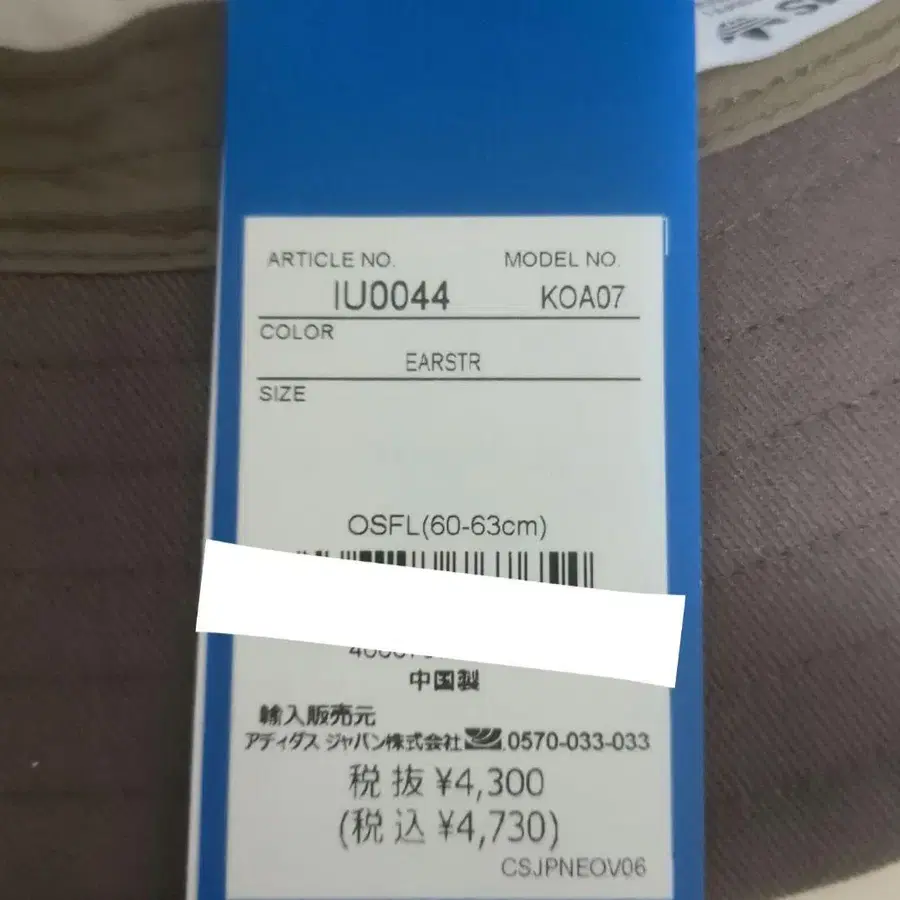 ARTICLE NO. MODEL NO.
IU0044 KOA07
COLOR
EARSTR
SIZE
OSFL(60-63cm)
中国製
輸入販売元
アディダス ジャパン株式会社 0570-033-033
税抜 ¥4,300
(税込 ¥4,730)
CSJPNEOV06